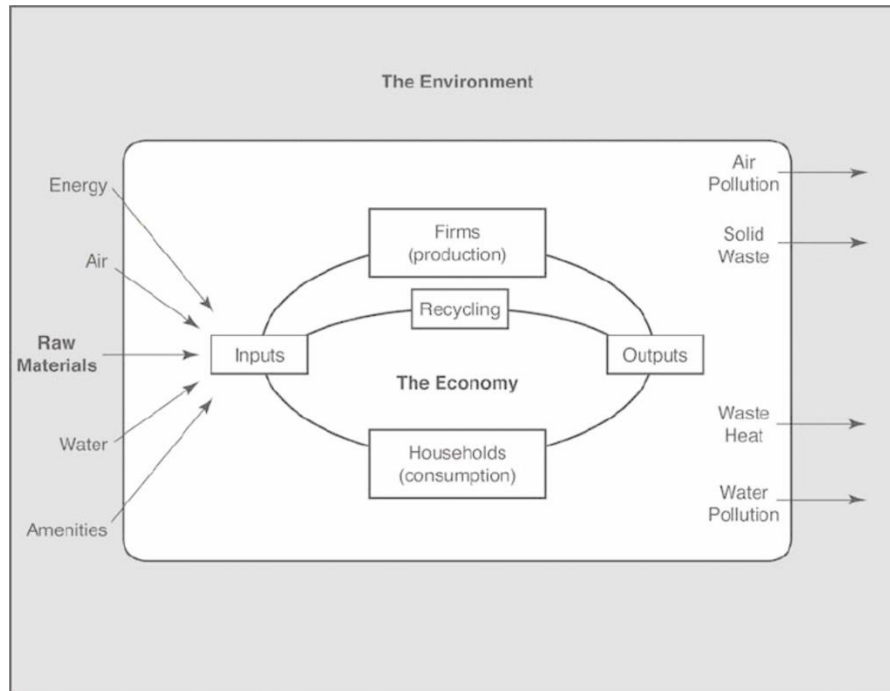 The Environment
Energy
Air
Raw
Materials
Water
Amenities
Inputs
Firms
(production)
Recycling
The Economy
Households
(consumption)
Outputs
Air
Pollution
Solid
Waste
Waste
Heat
Water
Pollution